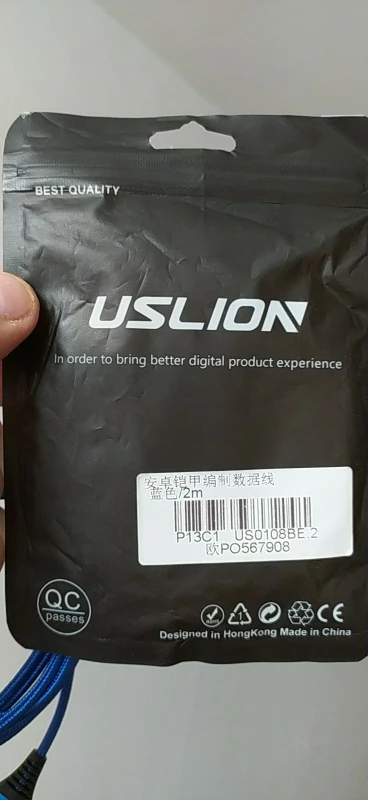 BEST QUALITY
USLION
In order to bring better digital product experience
安卓铠甲编制数据线
蓝色/2m
P13C1 US0108BE.2
欧PO567908
QC
passes
Designed in HongKong Made in China